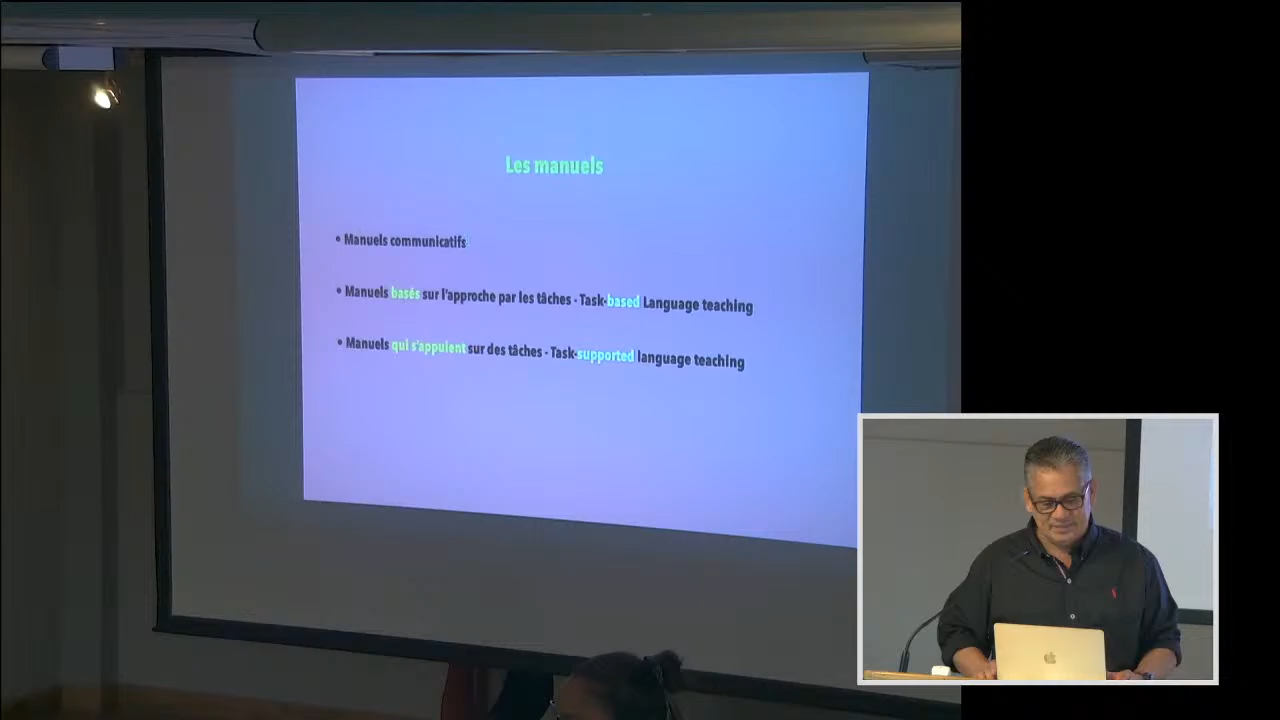 Les manuels
• Manuels communicatifs
• Manuels basés sur l'approche par les tâches - Task-based Language teaching
• Manuels qui s'appuient sur des tâches - Task-supported language teaching